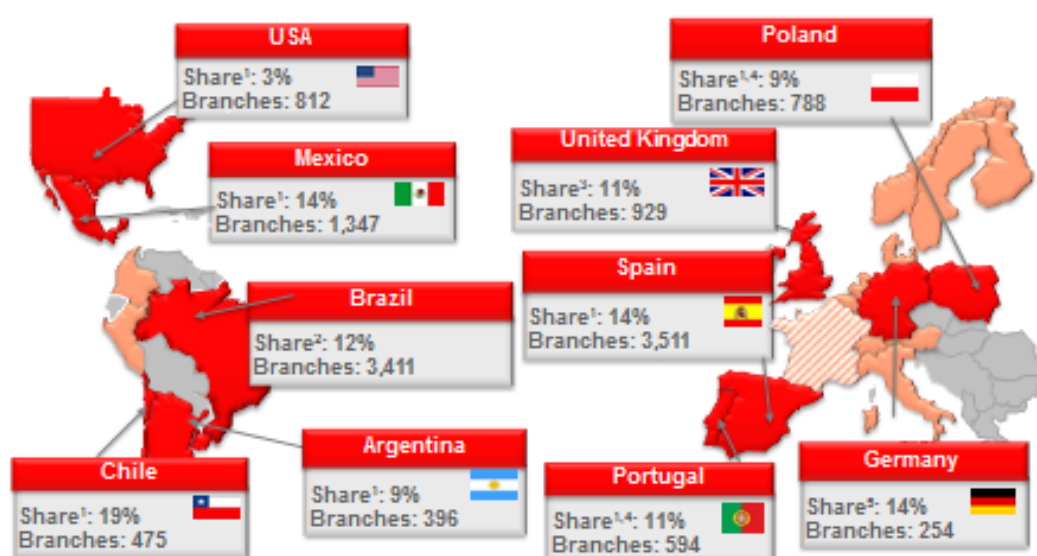 USA
Share¹: 3%
Branches: 812
Poland
Share¹·⁴: 9%
Branches: 788
Mexico
Share¹: 14%
Branches: 1,347
United Kingdom
Share³: 11%
Branches: 929
Brazil
Share²: 12%
Branches: 3,411
Spain
Share¹: 14%
Branches: 3,511
Chile
Share¹: 19%
Branches: 475
Argentina
Share¹: 9%
Branches: 396
Portugal
Share¹·⁴: 11%
Branches: 594
Germany
Share⁵: 14%
Branches: 254